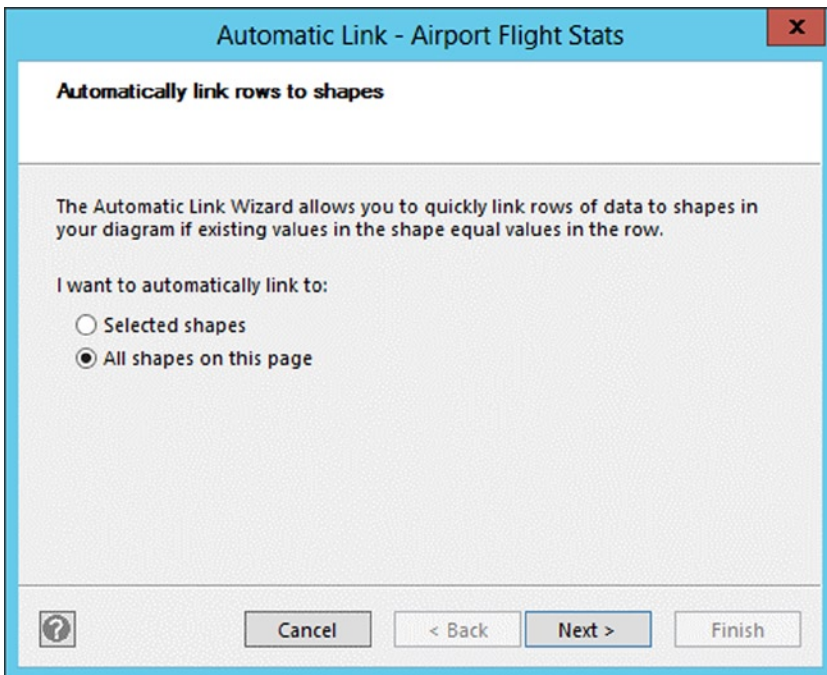 Automatic Link - Airport Flight Stats
x
Automatically link rows to shapes
The Automatic Link Wizard allows you to quickly link rows of data to shapes in
your diagram if existing values in the shape equal values in the row.
I want to automatically link to:
Selected shapes
All shapes on this page
?
Cancel
< Back
Next >
Finish